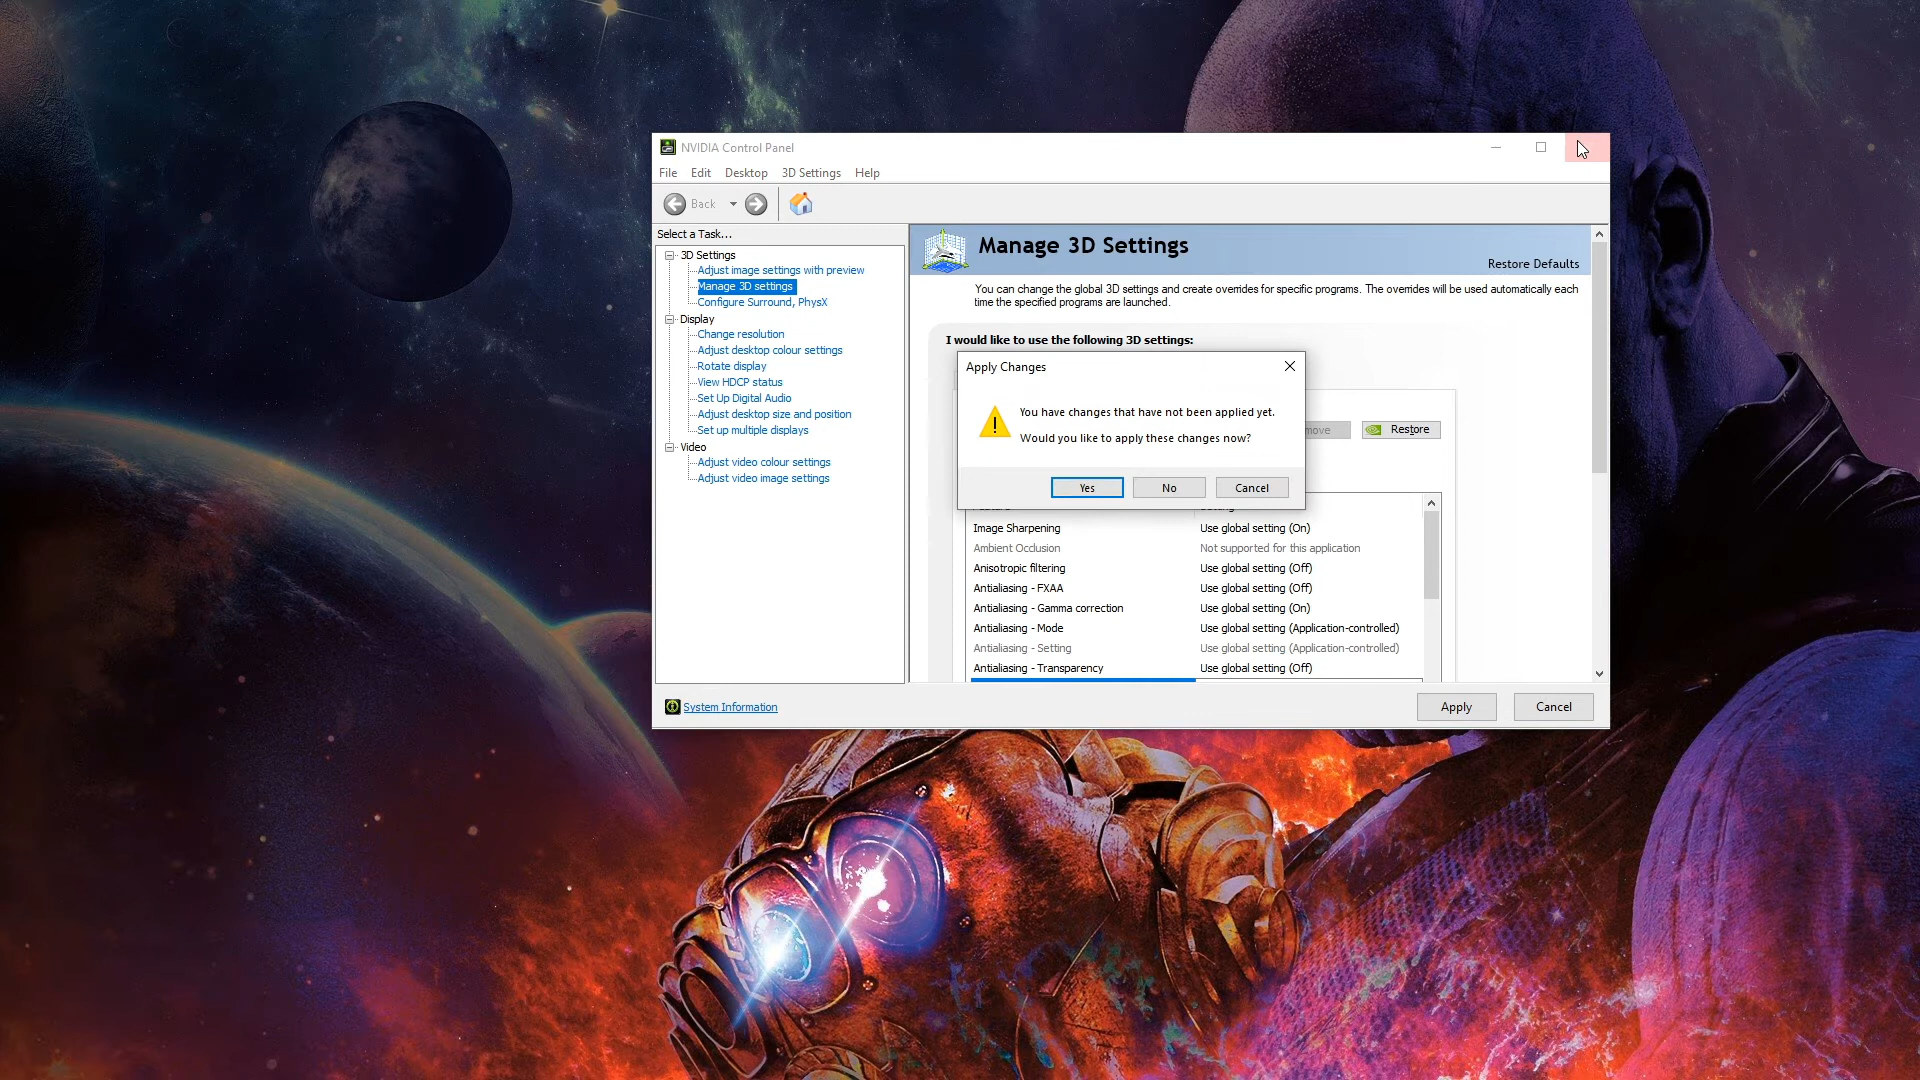 NVIDIA Control Panel
File Edit Desktop 3D Settings Help
Back
Select a Task...
3D Settings
Adjust image settings with preview
Manage 3D settings
Configure Surround, PhysX
Display
Change resolution
Adjust desktop colour settings
Rotate display
View HDCP status
Set Up Digital Audio
Adjust desktop size and position
Set up multiple displays
Video
Adjust video colour settings
Adjust video image settings
System Information
Manage 3D Settings
Restore Defaults
You can change the global 3D settings and create overrides for specific programs. The overrides will be used automatically each
time the specified programs are launched.
I would like to use the following 3D settings:
Apply Changes
You have changes that have not been applied yet.
Would you like to apply these changes now?
Yes No Cancel
Restore
Image Sharpening Use global setting (On)
Ambient Occlusion Not supported for this application
Anisotropic filtering Use global setting (Off)
Antialiasing - FXAA Use global setting (Off)
Antialiasing - Gamma correction Use global setting (On)
Antialiasing - Mode Use global setting (Application-controlled)
Antialiasing - Setting Use global setting (Application-controlled)
Antialiasing - Transparency Use global setting (Off)
Apply Cancel